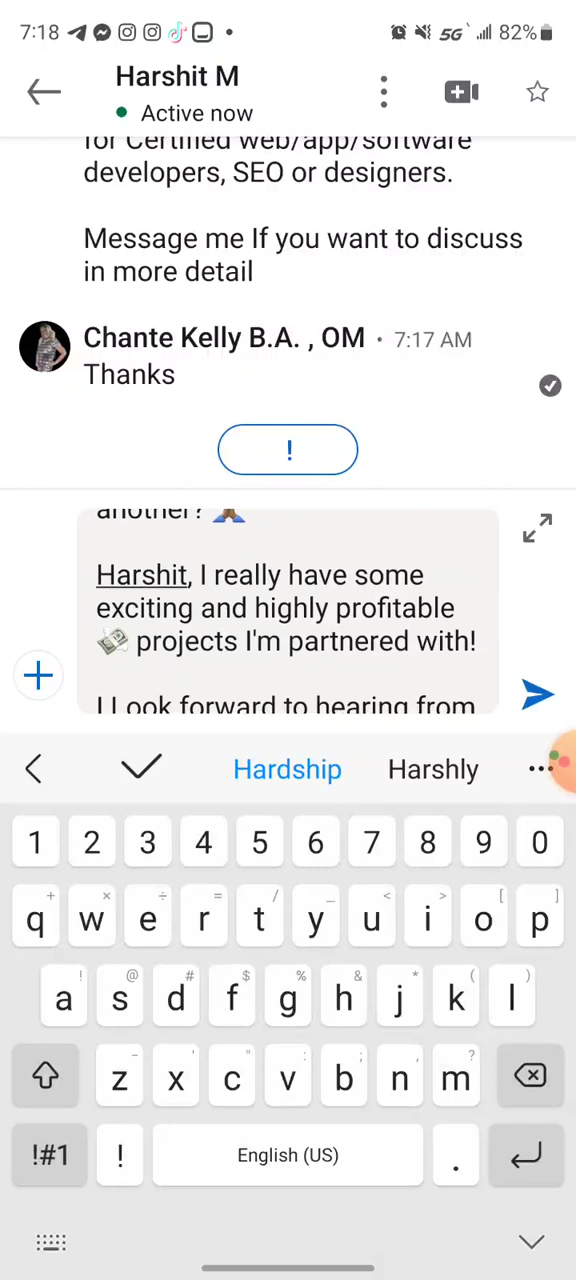 7:18
5G 82%
Harshit M
Active now
for Certified web/app/software
developers, SEO or designers.
Message me If you want to discuss
in more detail
Chante Kelly B.A. , OM • 7:17 AM
Thanks
!
another? 🙏🏾
Harshit, I really have some
exciting and highly profitable
💸 projects I'm partnered with!
I Look forward to hearing from
Hardship Harshly ...
1 2 3 4 5 6 7 8 9 0
+ × ÷ = / _ < > [ ]
q w e r t y u i o p
! @ # $ % & * ( )
a s d f g h j k l
- ' " : ; , ?
z x c v b n m
!#1 ! English (US) .